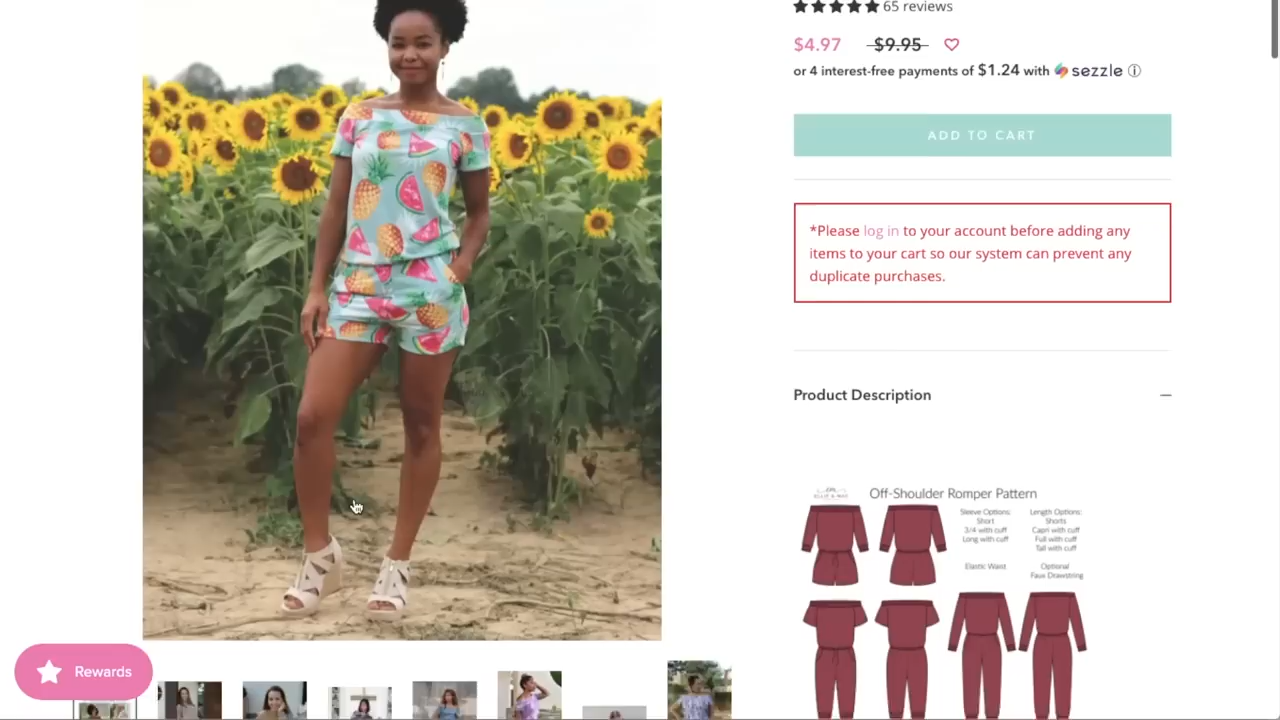 65 reviews
$4.97 $9.95
or 4 interest-free payments of $1.24 with sezzle
ADD TO CART
*Please log in to your account before adding any
items to your cart so our system can prevent any
duplicate purchases.
Product Description
ELLIE & MAC
Off-Shoulder Romper Pattern
Sleeve Options:
Short
3/4 with cuff
Long with cuff
Elastic Waist
Length Options:
Shorts
Capri with cuff
Full with cuff
Tall with cuff
Optional
Faux Drawstring
Rewards